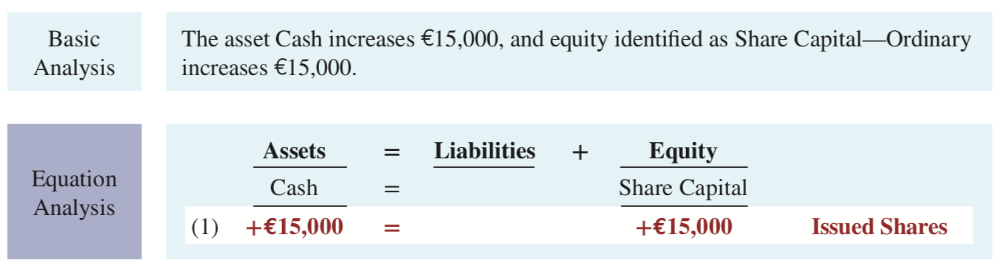 Basic
Analysis
The asset Cash increases €15,000, and equity identified as Share Capital—Ordinary
increases €15,000.
Equation
Analysis
Assets = Liabilities + Equity
Cash = Share Capital
(1) +€15,000 = +€15,000 Issued Shares